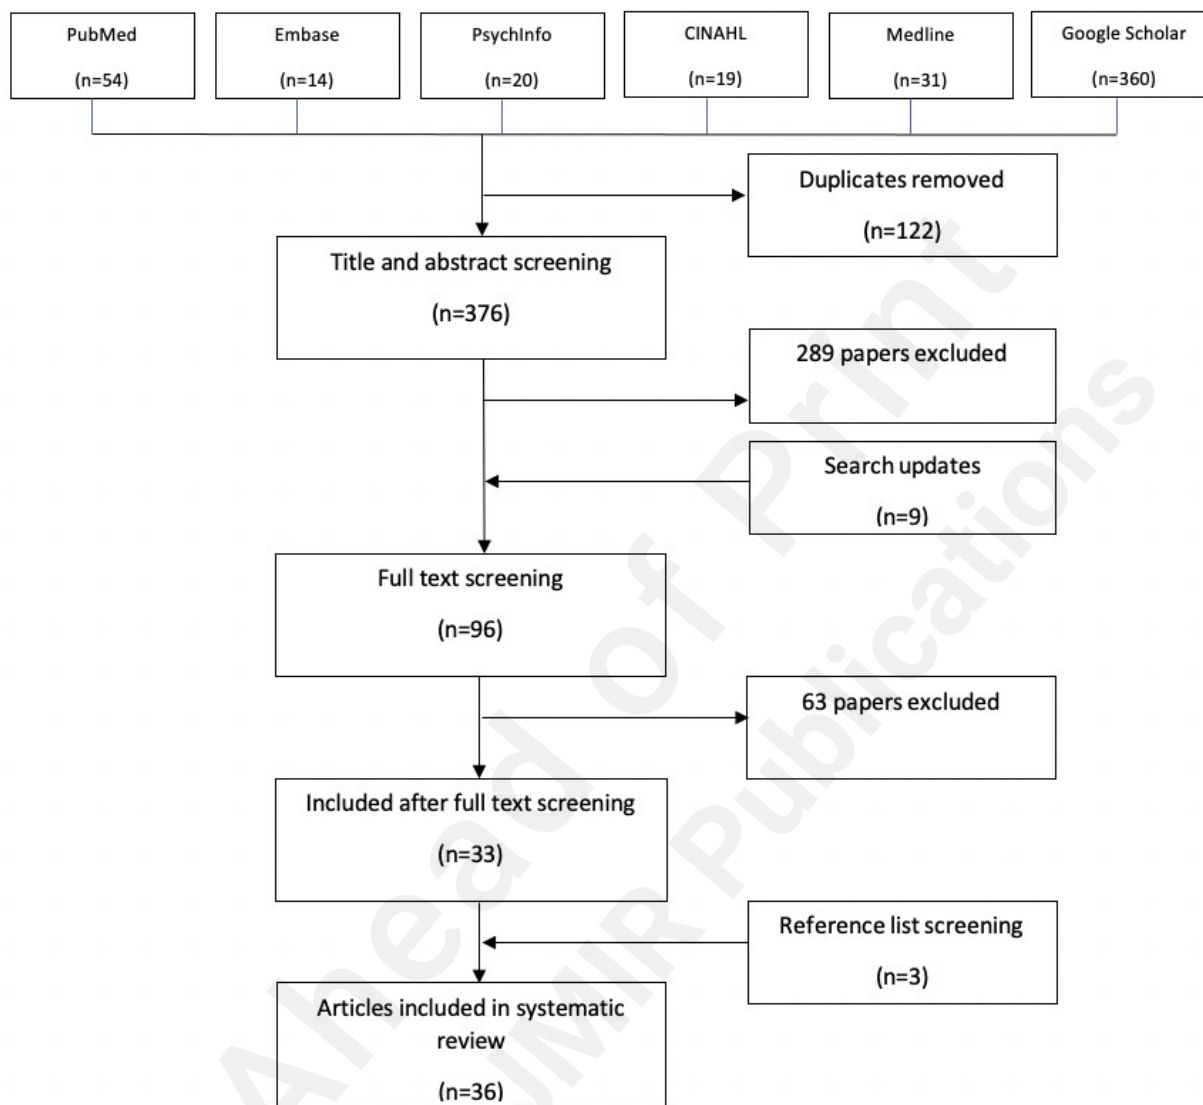 PubMed
(n=54)
Embase
(n=14)
PsychInfo
(n=20)
CINAHL
(n=19)
Medline
(n=31)
Google Scholar
(n=360)
Duplicates removed
(n=122)
Title and abstract screening
(n=376)
289 papers excluded
Search updates
(n=9)
Full text screening
(n=96)
63 papers excluded
Included after full text screening
(n=33)
Reference list screening
(n=3)
Articles included in systematic
review
(n=36)
Ahead of Print
JMIR Publications